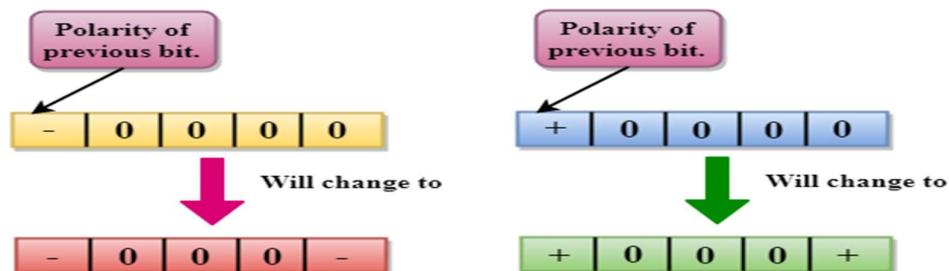 Polarity of
previous bit.
- 0 0 0 0
Will change to
- 0 0 0 -
Polarity of
previous bit.
+ 0 0 0 0
Will change to
+ 0 0 0 +